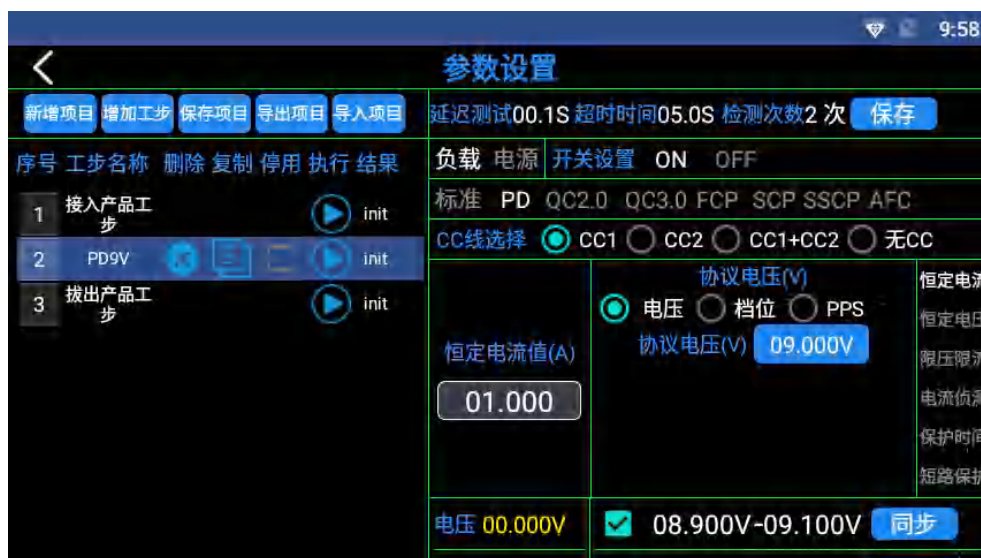 9:58
参数设置
新增项目 增加工步 保存项目 导出项目 导入项目
延迟测试00.1S 超时时间05.0S 检测次数2 次 保存
序号 工步名称 删除 复制 停用 执行 结果
负载 电源 开关设置 ON OFF
标准 PD QC2.0 QC3.0 FCP SCP SSCP AFC
1 接入产品工步 init
CC线选择 CC1 CC2 CC1+CC2 无CC
2 PD9V init
3 拔出产品工步 init
恒定电流值(A)
01.000
协议电压(V)
电压 档位 PPS
协议电压(V) 09.000V
恒定电流
恒定电压
限压限流
电流侦测
保护时间
短路保护
电压 00.000V
08.900V-09.100V 同步